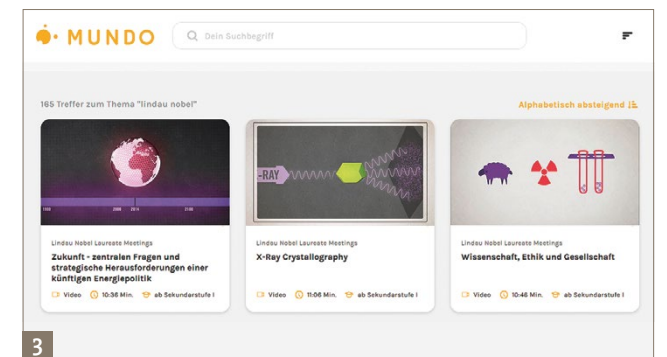 MUNDO
Dein Suchbegriff
165 Treffer zum Thema "lindau nobel"
Alphabetisch absteigend
-RAY
1900 2000 2014 2100
Lindau Nobel Laureate Meetings
Zukunft - zentralen Fragen und
strategische Herausforderungen einer
künftigen Energiepolitik
Video 10:36 Min. ab Sekundarstufe I
Lindau Nobel Laureate Meetings
X-Ray Crystallography
Video 11:06 Min. ab Sekundarstufe I
Lindau Nobel Laureate Meetings
Wissenschaft, Ethik und Gesellschaft
Video 10:46 Min. ab Sekundarstufe I
3